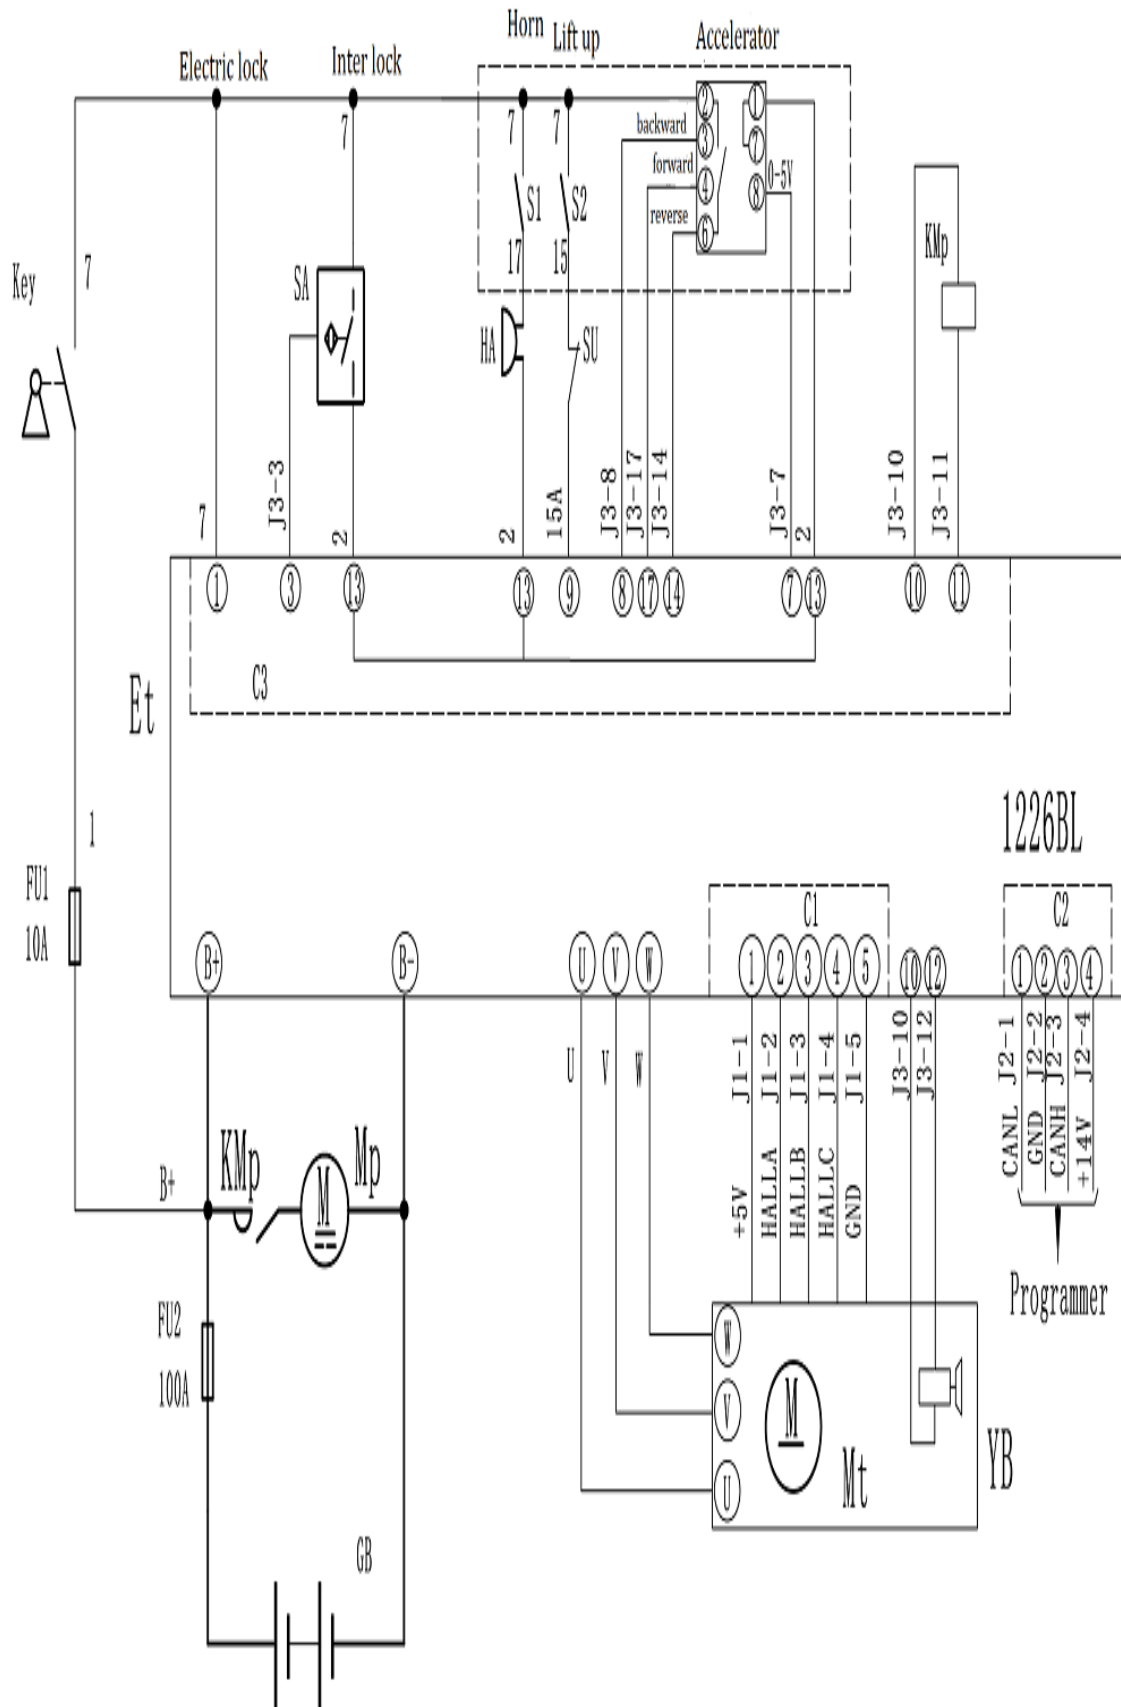 Horn
Lift up
Accelerator
Electric lock
Inter lock
7
7
7
2
1
backward
3
7
forward
4
8
0-5V
reverse
6
S1
S2
17
15
7
Key
SA
HA
SU
KMp
7
J3-3
2
2
15A
J3-8
J3-17
J3-14
J3-7
2
J3-10
J3-11
1
3
13
13
9
8
17
14
7
13
10
11
C3
Et
1
1226BL
FU1
10A
C1
C2
B+
B-
U
V
W
1
2
3
4
5
10
12
1
2
3
4
U
V
W
J1-1
J1-2
J1-3
J1-4
J1-5
J3-10
J3-12
J2-1
J2-2
J2-3
J2-4
+5V
HALLA
HALLB
HALLC
GND
CANL
GND
CANH
+14V
B+
KMp
M
Mp
Programmer
FU2
100A
W
V
U
M
Mt
YB
GB